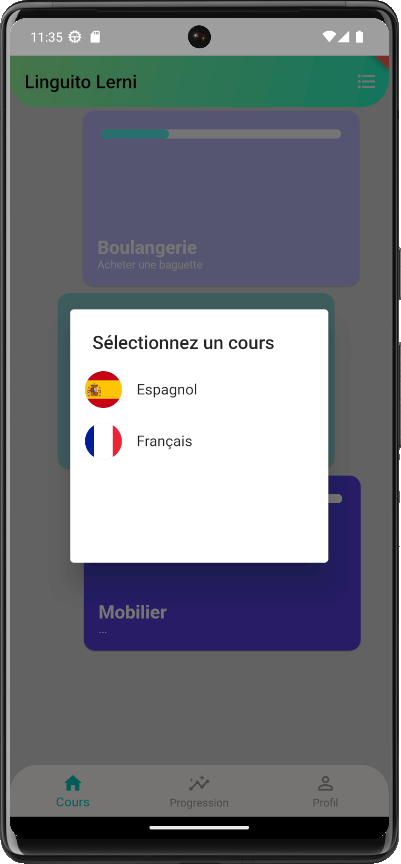 11:35
Linguito Lerni
Boulangerie
Acheter une baguette
Sélectionnez un cours
Espagnol
Français
Mobilier
...
Cours
Progression
Profil